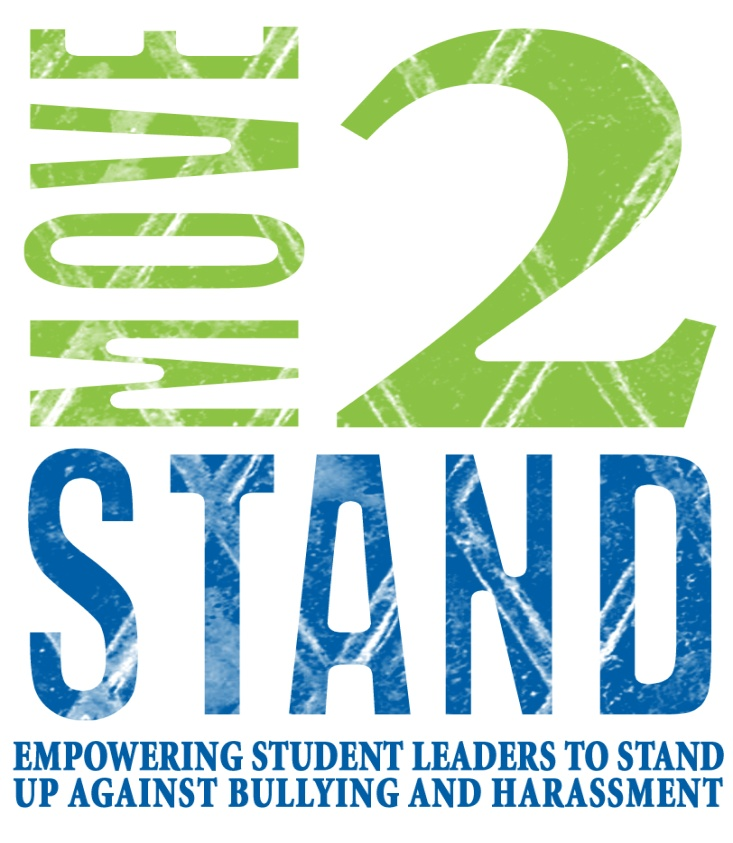 MOVE
2
STAND
EMPOWERING STUDENT LEADERS TO STAND
UP AGAINST BULLYING AND HARASSMENT